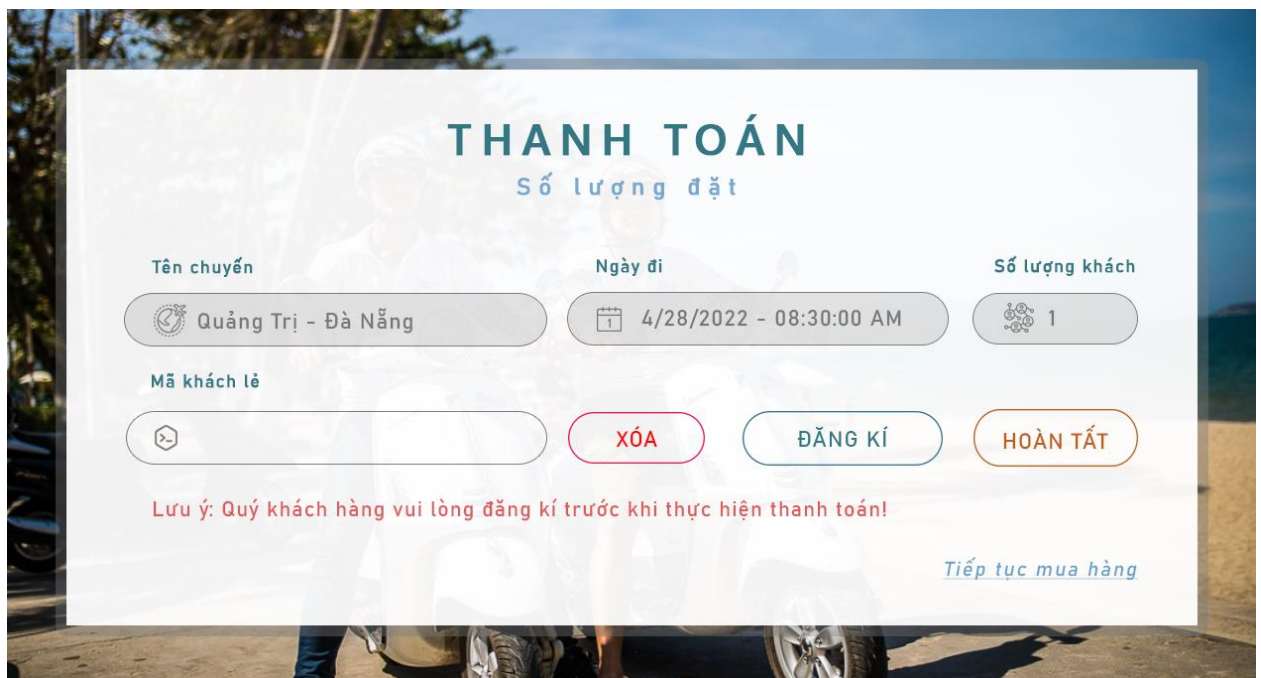 THANH TOÁN
Số lượng đặt
Tên chuyến
Ngày đi
Số lượng khách
Quảng Trị - Đà Nẵng
1
4/28/2022 - 08:30:00 AM
1
Mã khách lẻ
XÓA
ĐĂNG KÍ
HOÀN TẤT
Lưu ý: Quý khách hàng vui lòng đăng kí trước khi thực hiện thanh toán!
Tiếp tục mua hàng